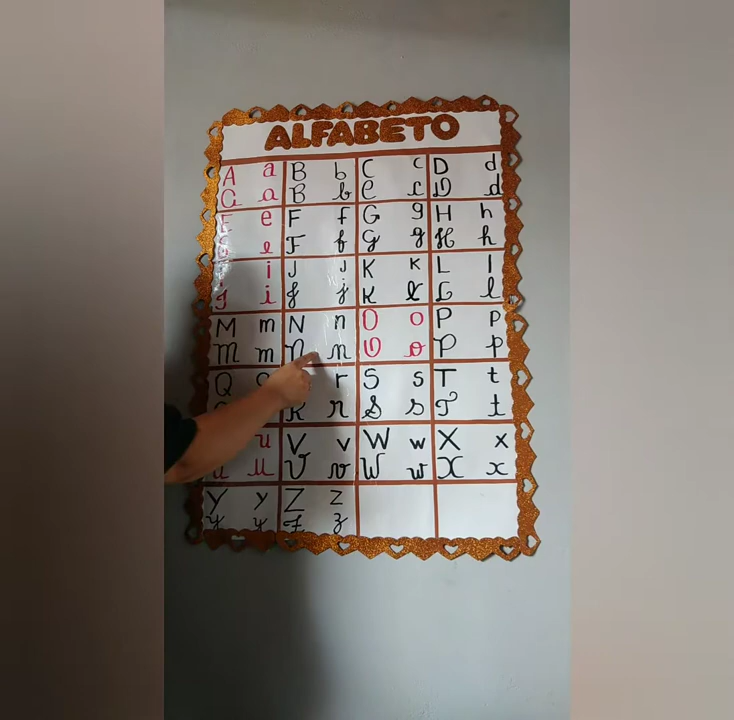 ALFABETO
A a B b C c D d
A a B b C c D d
E e F f G g H h
E e F f G g H h
i J j K k L l
I i J j K k L l
M m N n O o P p
M m N n O o P p
Q r S s T t
R r S s T t
u V v W w X x
u u V v W w X x
Y y Z z
Y y Z z